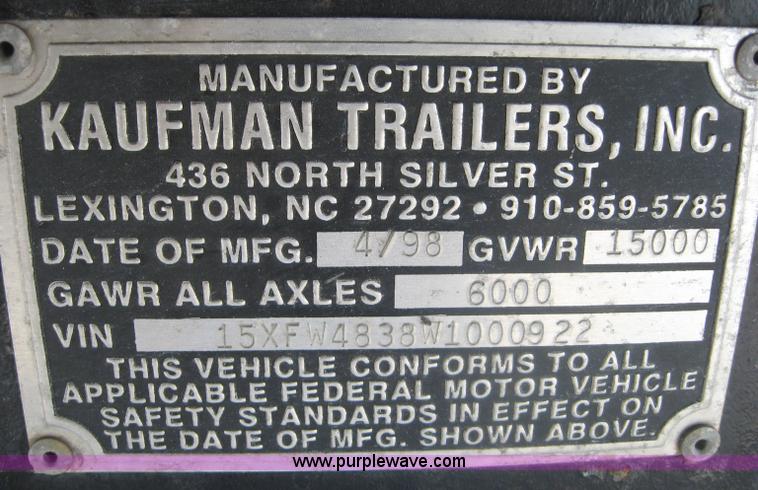 MANUFACTURED BY
KAUFMAN TRAILERS, INC.
436 NORTH SILVER ST.
LEXINGTON, NC 27292 • 910-859-5785
DATE OF MFG. 4/98 GVWR 15000
GAWR ALL AXLES 6000
VIN 15XFW4838W1000922
THIS VEHICLE CONFORMS TO ALL
APPLICABLE FEDERAL MOTOR VEHICLE
SAFETY STANDARDS IN EFFECT ON
THE DATE OF MFG. SHOWN ABOVE.
www.purplewave.com